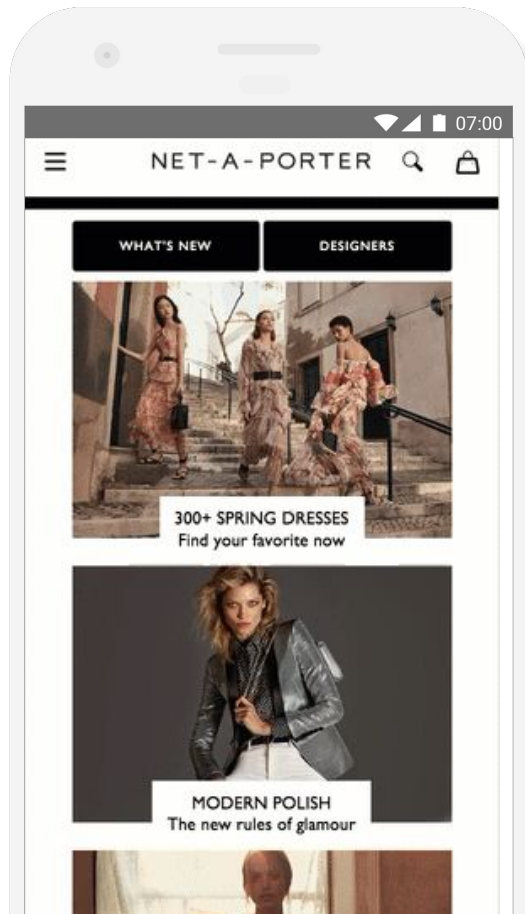 07:00
NET-A-PORTER
WHAT'S NEW
DESIGNERS
300+ SPRING DRESSES
Find your favorite now
MODERN POLISH
The new rules of glamour